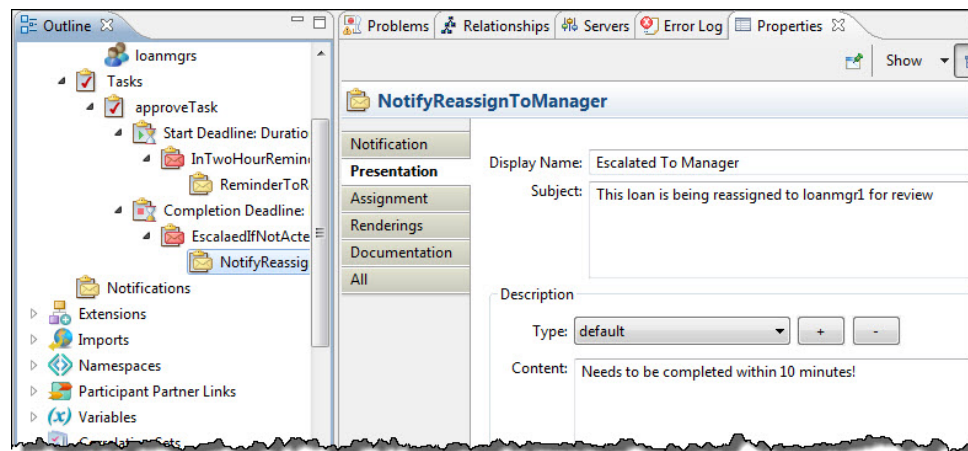 Outline
loanmgrs
Tasks
approveTask
Start Deadline: Duratio
InTwoHourRemin
ReminderToR
Completion Deadline:
EscalaedIfNotActe
NotifyReassig
Notifications
Extensions
Imports
Namespaces
Participant Partner Links
(x) Variables
Correlation Sets
Problems Relationships Servers Error Log Properties
Show
NotifyReassignToManager
Notification
Presentation
Assignment
Renderings
Documentation
All
Display Name: Escalated To Manager
Subject: This loan is being reassigned to loanmgr1 for review
Description
Type: default + -
Content: Needs to be completed within 10 minutes!